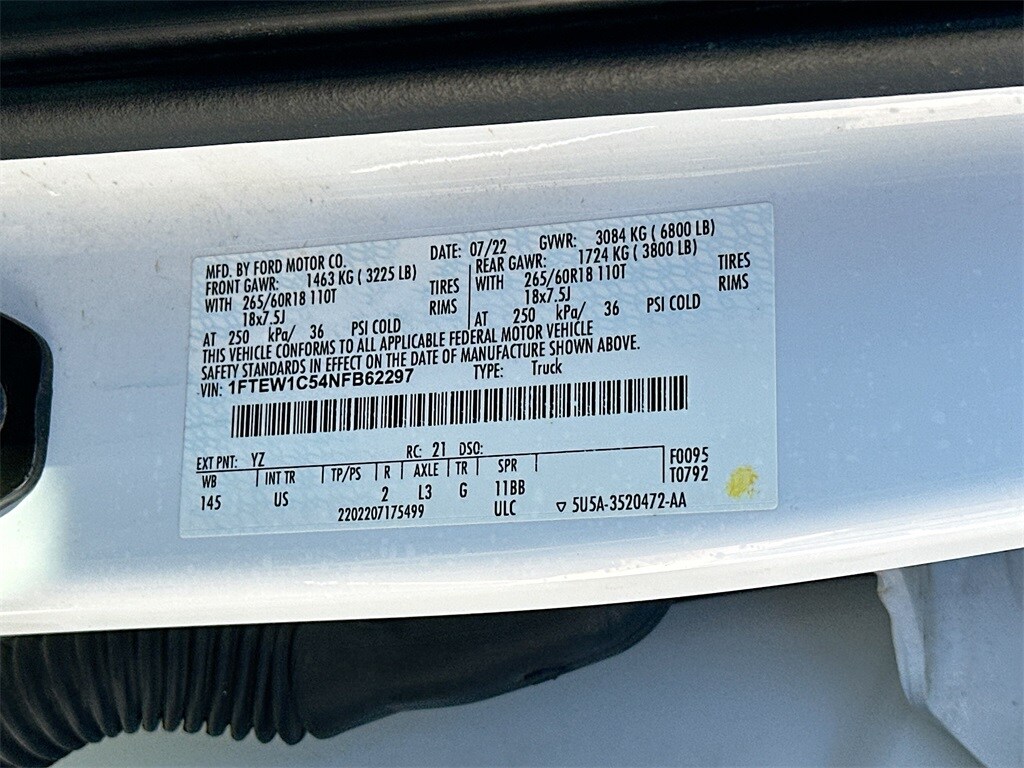 MFD. BY FORD MOTOR CO. DATE: 07/22 GVWR: 3084 KG ( 6800 LB)
FRONT GAWR: 1463 KG ( 3225 LB) REAR GAWR: 1724 KG ( 3800 LB)
WITH 265/60R18 110T TIRES WITH 265/60R18 110T TIRES
18x7.5J RIMS 18x7.5J RIMS
AT 250 kPa/ 36 PSI COLD AT 250 kPa/ 36 PSI COLD
THIS VEHICLE CONFORMS TO ALL APPLICABLE FEDERAL MOTOR VEHICLE
SAFETY STANDARDS IN EFFECT ON THE DATE OF MANUFACTURE SHOWN ABOVE.
VIN: 1FTEW1C54NFB62297 TYPE: Truck
EXT PNT: YZ RC: 21 DSO: F0095
WB INT TR TP/PS R AXLE TR SPR T0792
145 US 2 L3 G 11BB
2202207175499 ULC ▽ 5U5A-3520472-AA